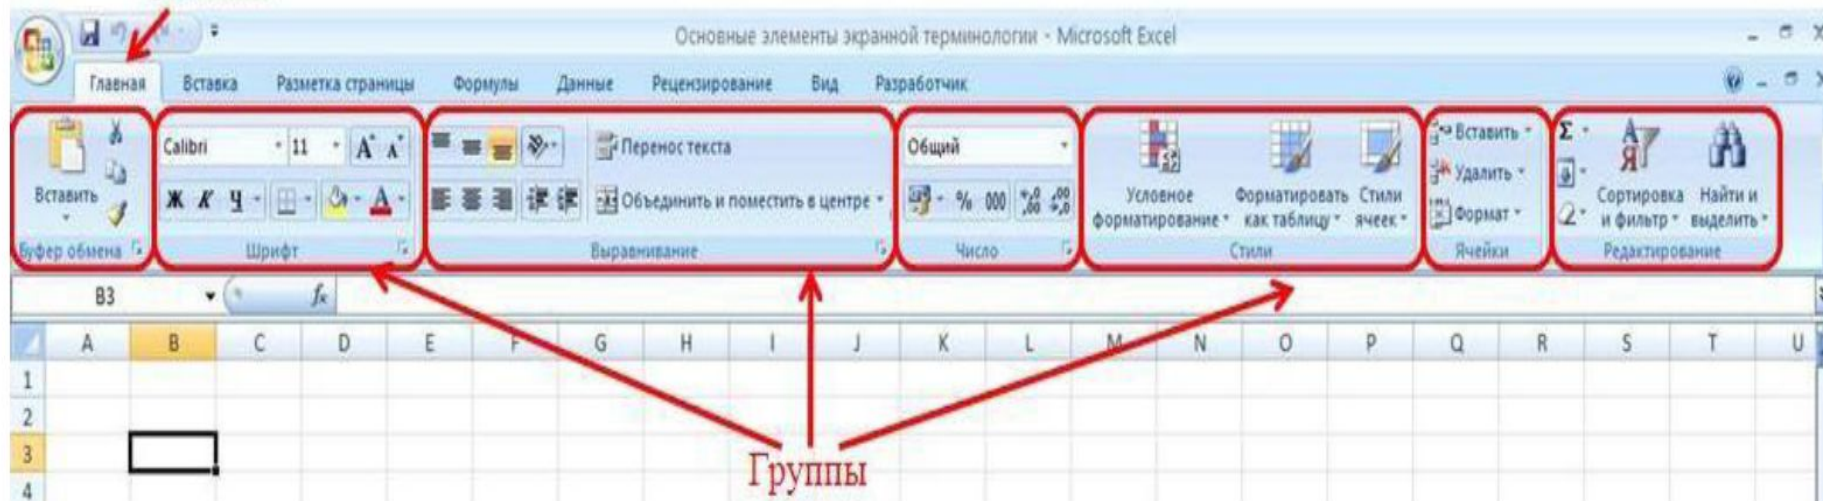 Основные элементы экранной терминологии - Microsoft Excel
Главная Вставка Разметка страницы Формулы Данные Рецензирование Вид Разработчик
Calibri 11 Перенос текста Общий Вставить Σ
Вставить Удалить
Ж К Ч А Объединить и поместить в центре % 000 Условное форматирование Форматировать как таблицу Стили ячеек Формат Сортировка и фильтр Найти и выделить
Буфер обмена Шрифт Выравнивание Число Стили Ячейки Редактирование
B3 fx
A B C D E F G H I J K L M N O P Q R S T U
1
2
3
Группы
4